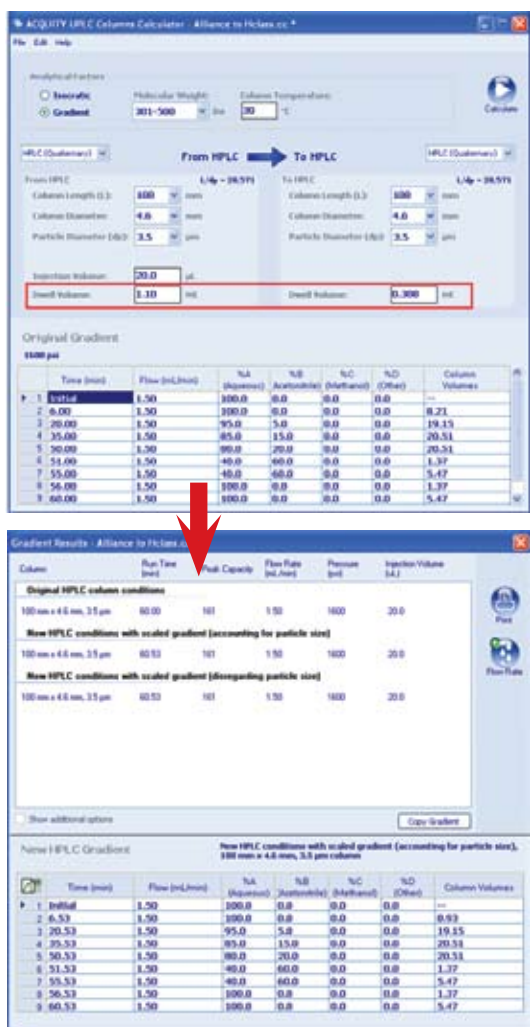 ACQUITY UPLC Columns Calculator - Alliance to Hclass.cc *
File Edit Help
Analytical Factors
Isocratic Molecular Weight: Column Temperature:
Gradient 301-500 30 °C
Calculate
HPLC (Quaternary) From HPLC To HPLC HPLC (Quaternary)
From HPLC L/dp = 28,571 To HPLC L/dp = 28,571
Column Length (L): 100 mm Column Length (L): 100 mm
Column Diameter: 4.6 mm Column Diameter: 4.6 mm
Particle Diameter (dp): 3.5 µm Particle Diameter (dp): 3.5 µm
Injection Volume: 20.0 µL
Dwell Volume: 1.10 mL Dwell Volume: 0.300 mL
Original Gradient
1600 psi
Time (min) Flow (mL/min) %A (Aqueous) %B (Acetonitrile) %C (Methanol) %D (Other) Column Volumes
1 Initial 1.50 100.0 0.0 0.0 0.0 --
2 6.00 1.50 100.0 0.0 0.0 0.0 8.21
3 20.00 1.50 95.0 5.0 0.0 0.0 19.15
4 35.00 1.50 85.0 15.0 0.0 0.0 20.51
5 50.00 1.50 80.0 20.0 0.0 0.0 20.51
6 51.00 1.50 40.0 60.0 0.0 0.0 1.37
7 55.00 1.50 40.0 60.0 0.0 0.0 5.47
8 56.00 1.50 100.0 0.0 0.0 0.0 1.37
9 60.00 1.50 100.0 0.0 0.0 0.0 5.47
Gradient Results - Alliance to Hclass.cc
Column Run Time (min) Peak Capacity Flow Rate (mL/min) Pressure (psi) Injection Volume (µL)
Original HPLC column conditions
100 mm x 4.6 mm, 3.5 µm 60.00 161 1.50 1600 20.0
New HPLC conditions with scaled gradient (accounting for particle size)
100 mm x 4.6 mm, 3.5 µm 60.53 161 1.50 1600 20.0
New HPLC conditions with scaled gradient (disregarding particle size)
100 mm x 4.6 mm, 3.5 µm 60.53 161 1.50 1600 20.0
Print
Flow Rate
Show additional options Copy Gradient
New HPLC Gradient New HPLC conditions with scaled gradient (accounting for particle size),
100 mm x 4.6 mm, 3.5 µm column
Time (min) Flow (mL/min) %A (Aqueous) %B (Acetonitrile) %C (Methanol) %D (Other) Column Volumes
1 Initial 1.50 100.0 0.0 0.0 0.0 --
2 6.53 1.50 100.0 0.0 0.0 0.0 8.93
3 20.53 1.50 95.0 5.0 0.0 0.0 19.15
4 35.53 1.50 85.0 15.0 0.0 0.0 20.51
5 50.53 1.50 80.0 20.0 0.0 0.0 20.51
6 51.53 1.50 40.0 60.0 0.0 0.0 1.37
7 55.53 1.50 40.0 60.0 0.0 0.0 5.47
8 56.53 1.50 100.0 0.0 0.0 0.0 1.37
9 60.53 1.50 100.0 0.0 0.0 0.0 5.47